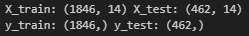 X_train: (1846, 14) X_test: (462, 14)
y_train: (1846,) y_test: (462,)